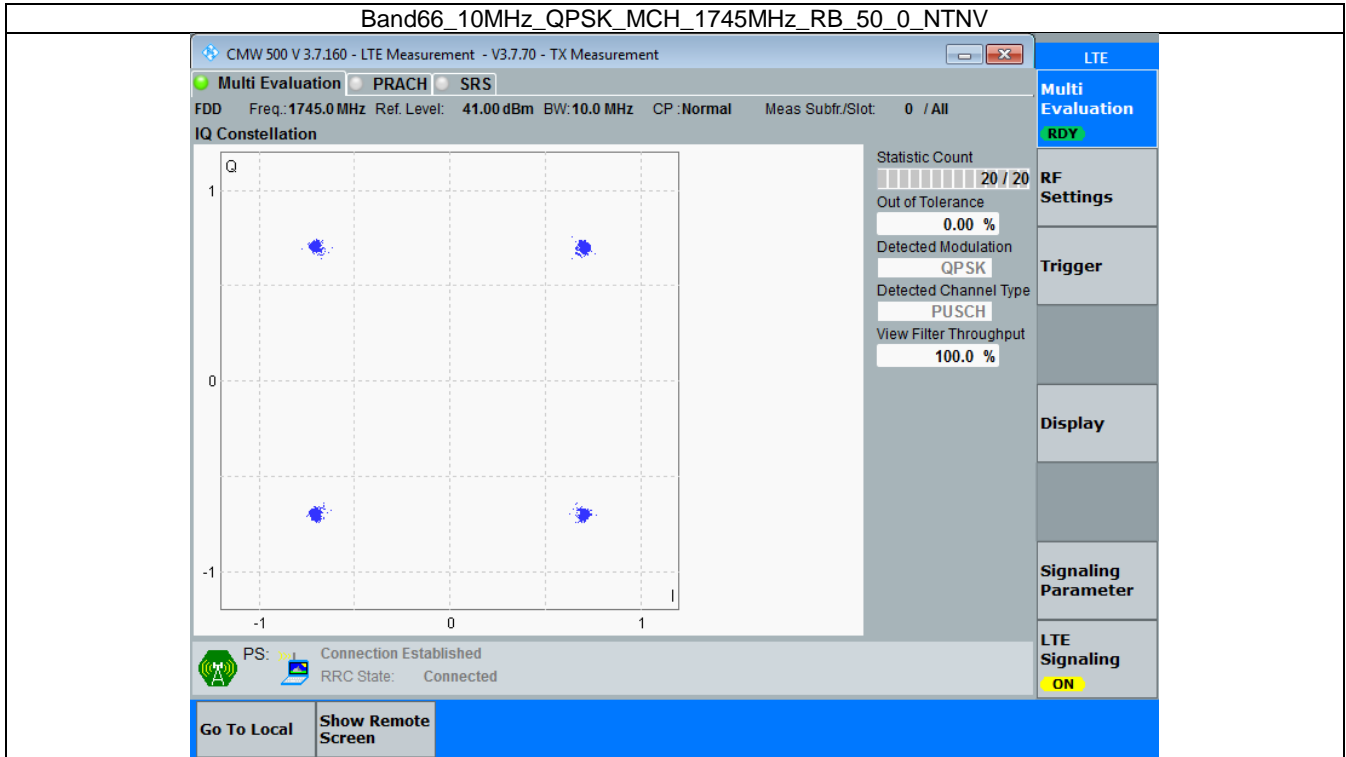 Band66_10MHz_QPSK_MCH_1745MHz_RB_50_0_NTNV
CMW 500 V 3.7.160 - LTE Measurement - V3.7.70 - TX Measurement
LTE
Multi Evaluation PRACH SRS
Multi
Evaluation
RDY
FDD Freq.: 1745.0 MHz Ref. Level: 41.00 dBm BW: 10.0 MHz CP : Normal Meas Subfr./Slot: 0 / All
IQ Constellation
Q
1
0
-1
I
-1 0 1
Statistic Count
20 / 20
Out of Tolerance
0.00 %
Detected Modulation
QPSK
Detected Channel Type
PUSCH
View Filter Throughput
100.0 %
RF
Settings
Trigger
Display
Signaling
Parameter
LTE
Signaling
ON
PS: Connection Established
RRC State: Connected
Go To Local
Show Remote
Screen